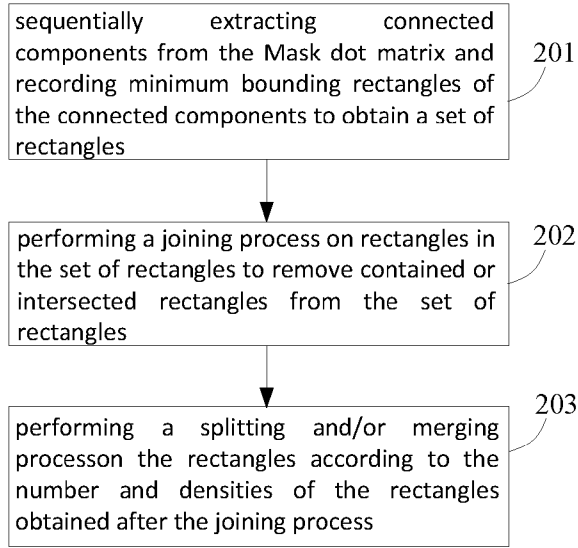 sequentially extracting connected
components from the Mask dot matrix and
recording minimum bounding rectangles of
the connected components to obtain a set of
rectangles
201
performing a joining process on rectangles in
the set of rectangles to remove contained or
intersected rectangles from the set of
rectangles
202
performing a splitting and/or merging
processon the rectangles according to the
number and densities of the rectangles
obtained after the joining process
203